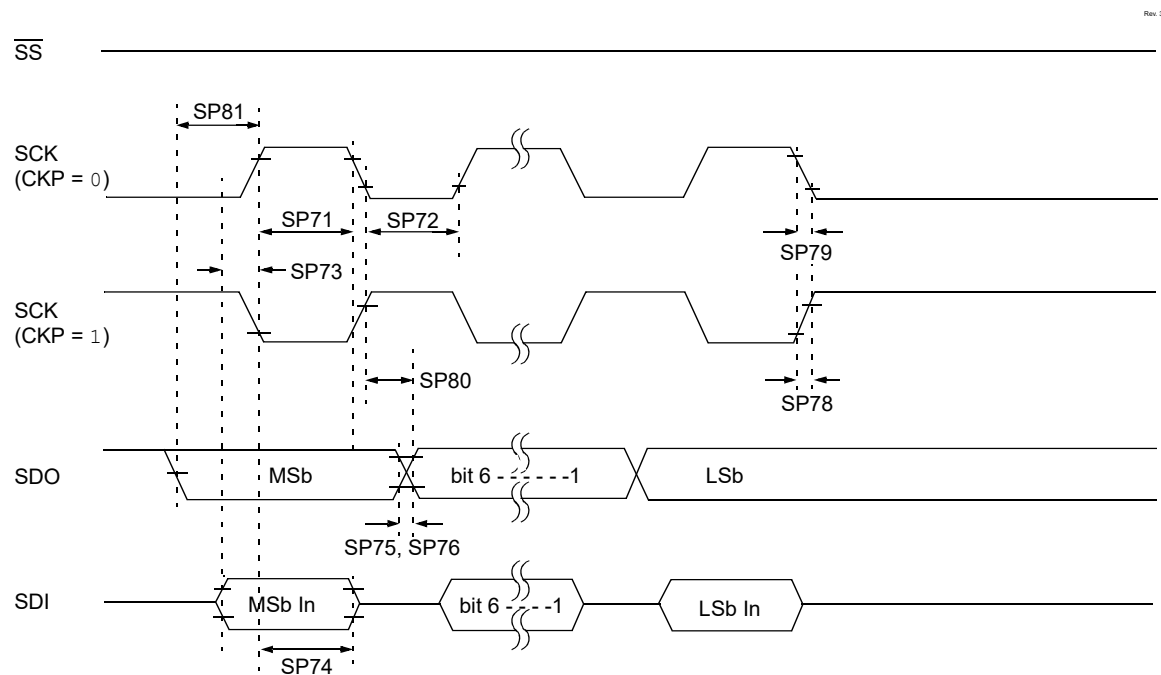 Rev. 3
SS
SP81
SCK
(CKP = 0)
SP71
SP72
SP79
SP73
SCK
(CKP = 1)
SP80
SP78
SDO
MSb
bit 6 - - - - - -1
LSb
SP75, SP76
SDI
MSb In
bit 6 - - - - -1
LSb In
SP74